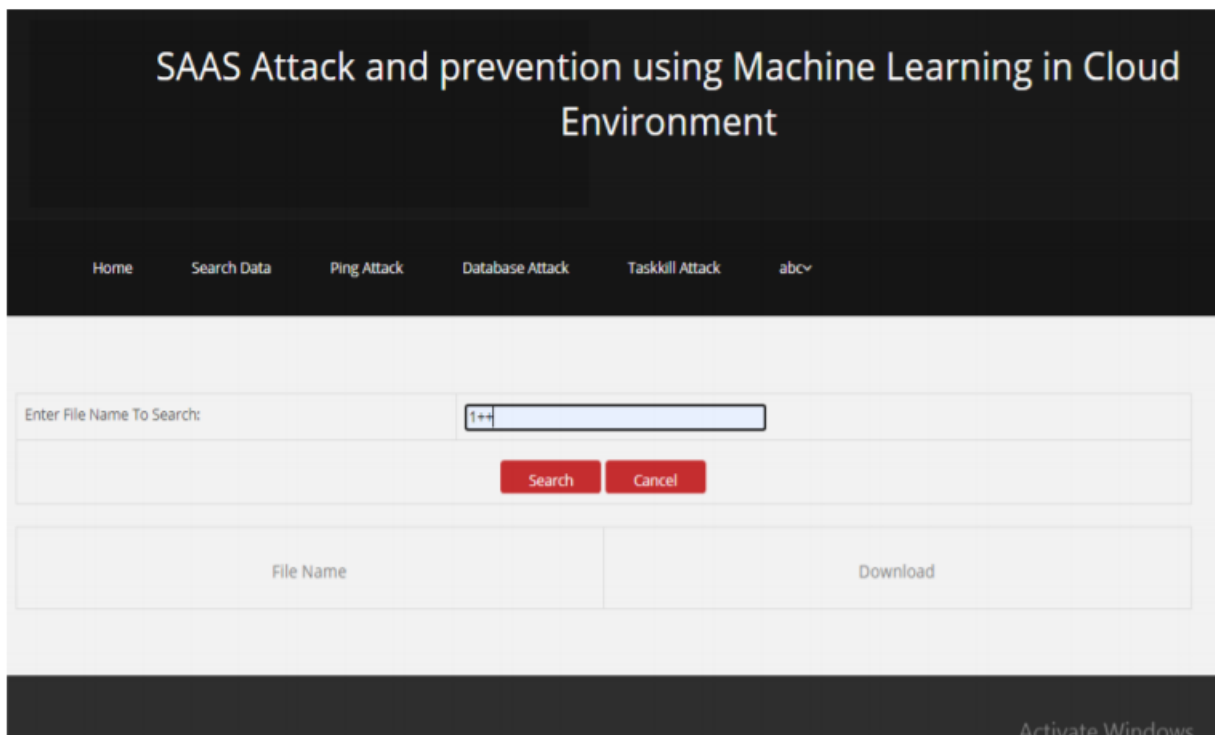 SAAS Attack and prevention using Machine Learning in Cloud
Environment
Home Search Data Ping Attack Database Attack Taskkill Attack abc
Enter File Name To Search: 1++
Search Cancel
File Name Download
Activate Windows